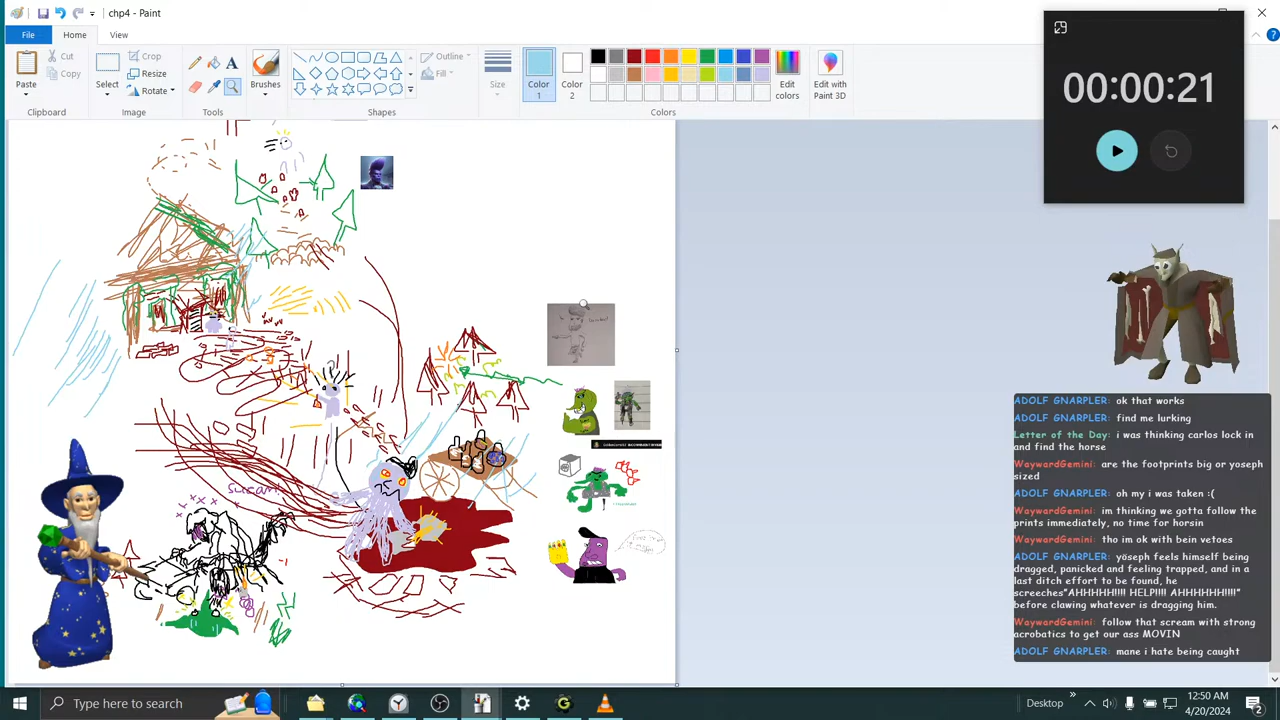 chp4 - Paint
File
Home
View
Paste
Cut
Copy
Clipboard
Select
Crop
Resize
Rotate
Image
A
Tools
Brushes
Outline
Fill
Shapes
Size
Color 1
Color 2
Edit colors
Edit with Paint 3D
Colors
00:00:21
ADOLF GNARPLER: ok that works
ADOLF GNARPLER: find me lurking
Letter of the Day: i was thinking carlos lock in
and find the horse
WaywardGemini: are the footprints big or yoseph
sized
ADOLF GNARPLER: oh my i was taken :(
WaywardGemini: im thinking we gotta follow the
prints immediately, no time for horsin
WaywardGemini: tho im ok with bein vetoes
ADOLF GNARPLER: yöseph feels himself being
dragged, panicked and feeling trapped, and in a
last ditch effort to be found, he
screeches"AHHHHH!!!! HELP!!!! AHHHHHH!!!!"
before clawing whatever is dragging him.
WaywardGemini: follow that scream with strong
acrobatics to get our ass MOVIN
ADOLF GNARPLER: mane i hate being caught
Type here to search
Desktop
12:50 AM
4/20/2024
2